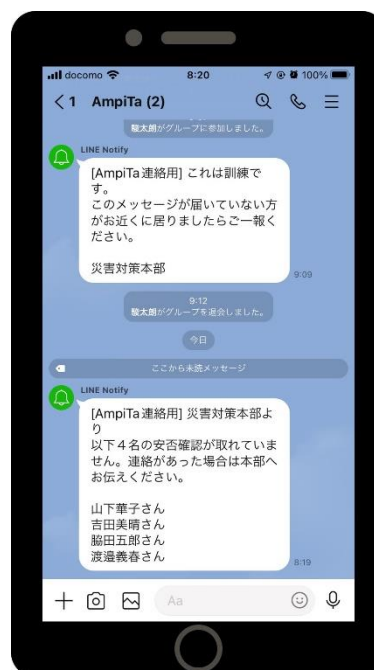 docomo 8:20 100%
1 AmpiTa (2)
駿太朗がグループに参加しました。
LINE Notify
[AmpiTa連絡用] これは訓練で
す。
このメッセージが届いていない方
がお近くに居りましたらご一報く
ださい。
災害対策本部
9:09
9:12
駿太朗がグループを退会しました。
今日
ここから未読メッセージ
LINE Notify
[AmpiTa連絡用] 災害対策本部よ
り
以下４名の安否確認が取れていま
せん。連絡があった場合は本部へ
お伝えください。
山下華子さん
吉田美晴さん
脇田五郎さん
渡邉義春さん
8:19
Aa